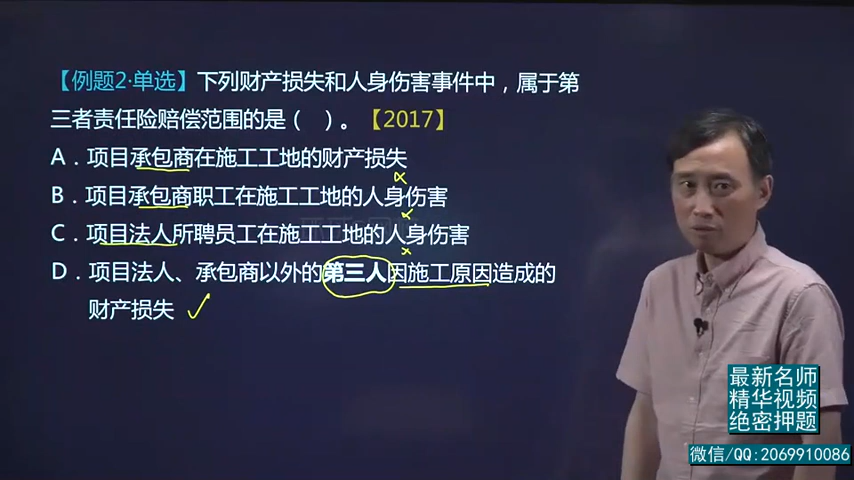 【例题2·单选】下列财产损失和人身伤害事件中，属于第
三者责任险赔偿范围的是（ ）。【2017】
A．项目承包商在施工工地的财产损失
B．项目承包商职工在施工工地的人身伤害
C．项目法人所聘员工在施工工地的人身伤害
D．项目法人、承包商以外的第三人因施工原因造成的
财产损失
最新名师
精华视频
绝密押题
微信/QQ:2069910086